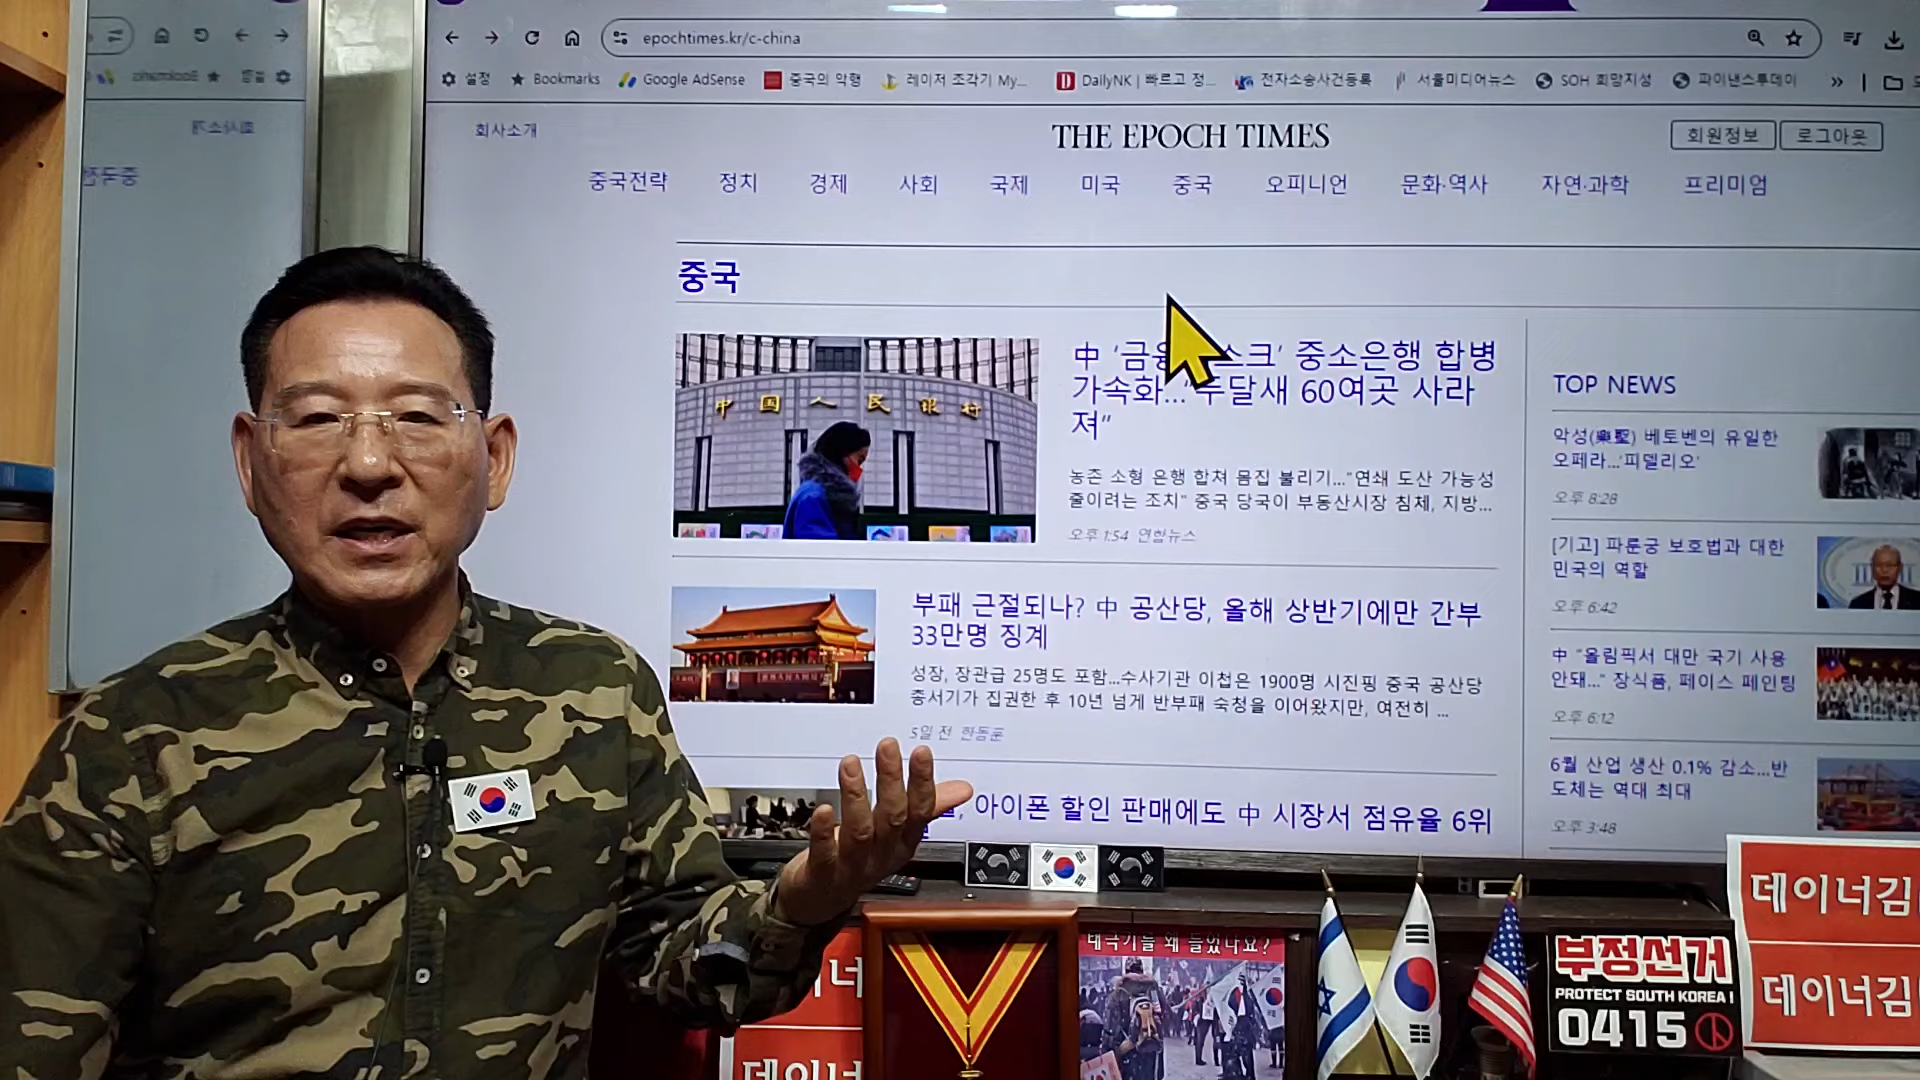 epochtimes.kr/c-china
설정
Bookmarks
Google AdSense
중국의 악행
레이저 조각기 My...
DailyNK | 빠르고 정...
전자소송사건등록
서울미디어뉴스
SOH 희망지성
파이낸스투데이
회사소개
THE EPOCH TIMES
회원정보
로그아웃
중국전략
정치
경제
사회
국제
미국
중국
오피니언
문화·역사
자연·과학
프리미엄
중국
中国人民银行
中 '금융 스크' 중소은행 합병
가속화..."두달새 60여곳 사라
져"
농촌 소형 은행 합쳐 몸집 불리기..."연쇄 도산 가능성
줄이려는 조치" 중국 당국이 부동산시장 침체, 지방...
오후 1:54 연합뉴스
부패 근절되나? 中 공산당, 올해 상반기에만 간부
33만명 징계
성장, 장관급 25명도 포함...수사기관 이첩은 1900명 시진핑 중국 공산당
총서기가 집권한 후 10년 넘게 반부패 숙청을 이어왔지만, 여전히 ...
5일 전 한동훈
아이폰 할인 판매에도 中 시장서 점유율 6위
TOP NEWS
악성(樂聖) 베토벤의 유일한
오페라...'피델리오'
오후 8:28
[기고] 파룬궁 보호법과 대한
민국의 역할
오후 6:42
中 "올림픽서 대만 국기 사용
안돼..." 장식품, 페이스 페인팅
오후 6:12
6월 산업 생산 0.1% 감소...반
도체는 역대 최대
오후 3:48
태극기를 왜 들었나요?
부정선거
PROTECT SOUTH KOREA!
0415
데이너김
데이너김
이너
데이너